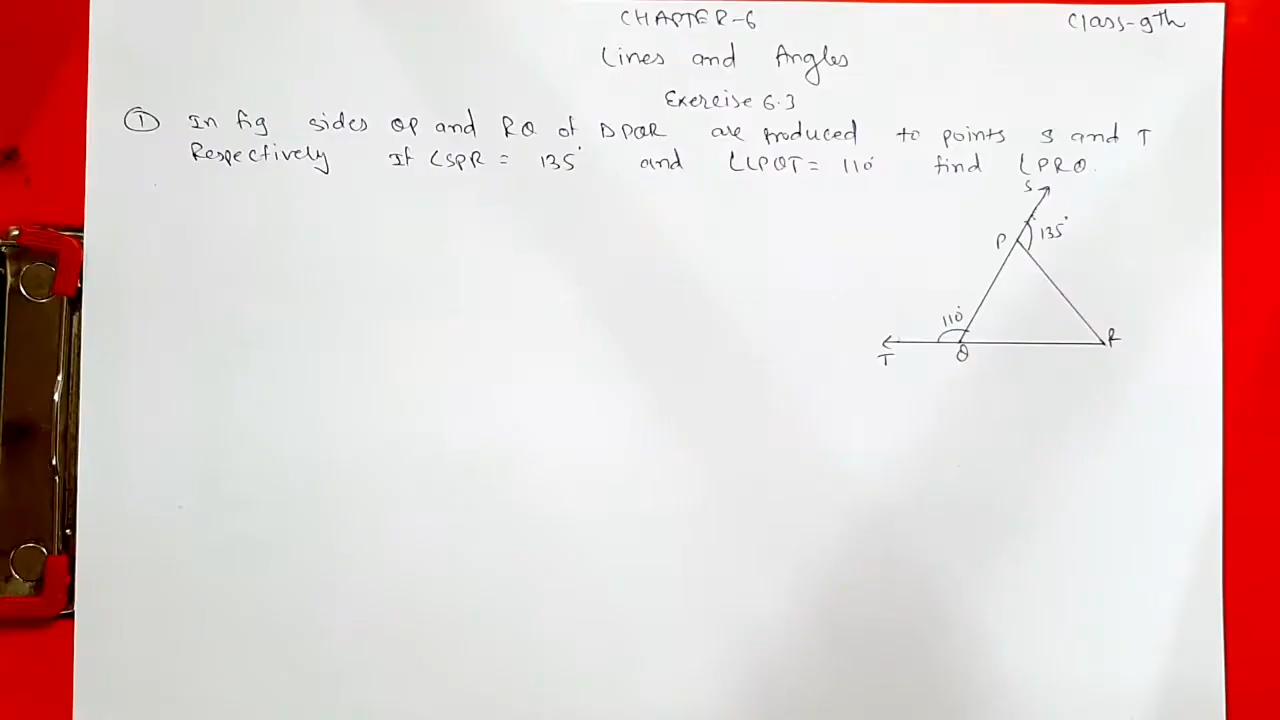 CHAPTER-6
Class-9th
Lines and Angles
Exercise 6.3
① In fig sides QP and RQ of ΔPQR are produced to points S and T
Respectively If ∠SPR = 135° and ∠LPQT = 110° find ∠PRQ.
S
P 135°
110°
T Q R